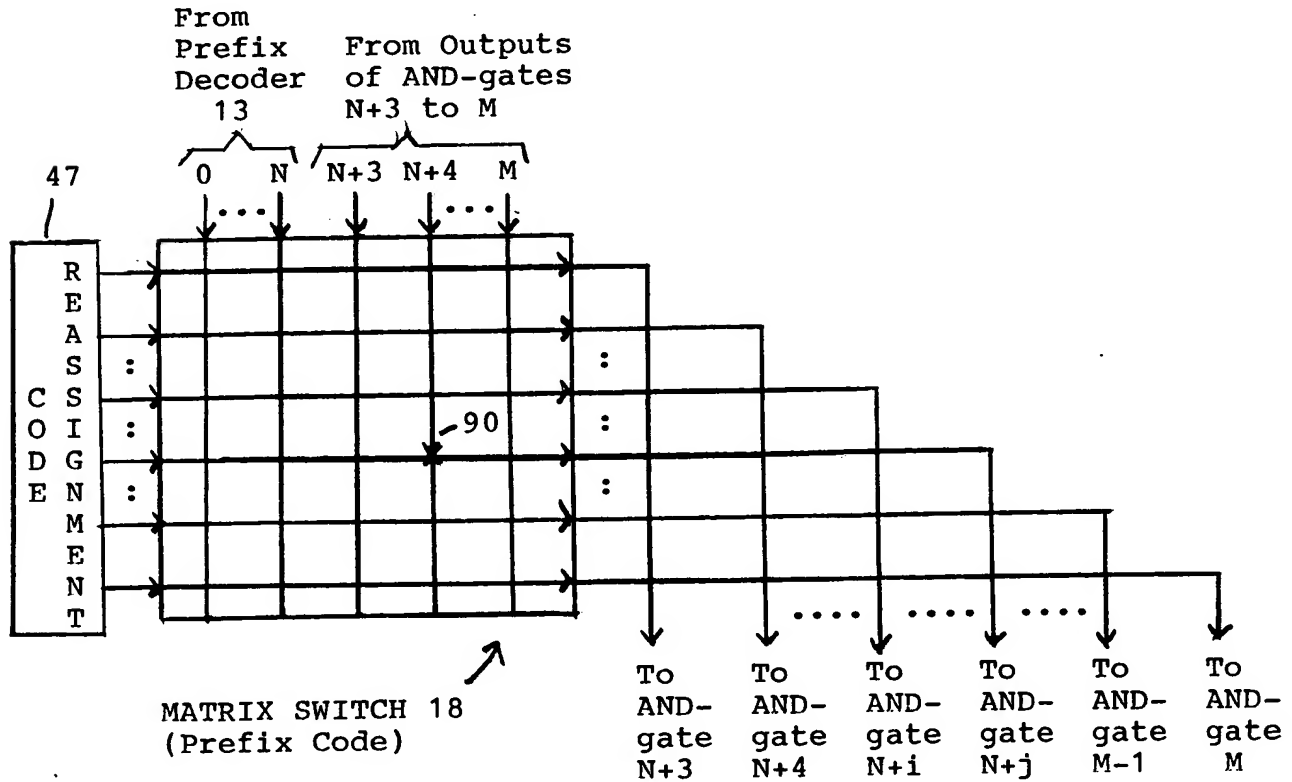 From
Prefix
Decoder
13
From Outputs
of AND-gates
N+3 to M
47
0 N N+3 N+4 M
CODE
REASSIGNMENT
90
MATRIX SWITCH 18
(Prefix Code)
To
AND-
gate
N+3
To
AND-
gate
N+4
To
AND-
gate
N+i
To
AND-
gate
N+j
To
AND-
gate
M-1
To
AND-
gate
M